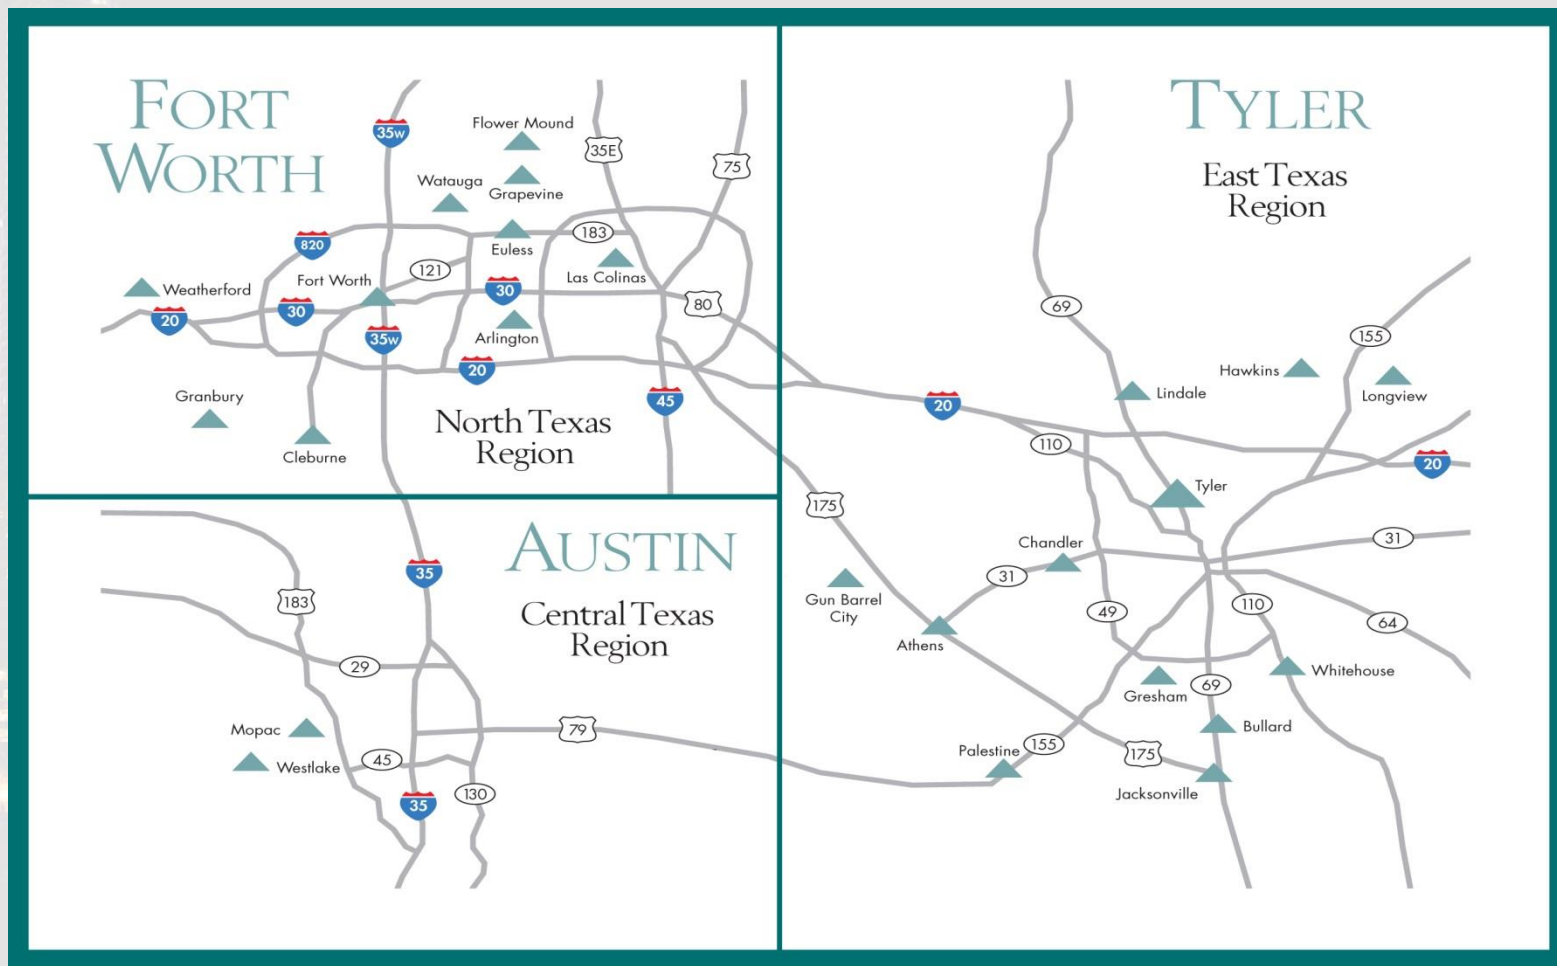 FORT
WORTH
35W
Flower Mound
35E
75
Watauga
Grapevine
820
Euless
183
121
Las Colinas
Weatherford
Fort Worth
30
30
80
20
35W
Arlington
20
45
Granbury
Cleburne
North Texas
Region
AUSTIN
Central Texas
Region
35
183
29
79
Mopac
Westlake
45
35
130
TYLER
East Texas
Region
69
155
Hawkins
Longview
Lindale
20
110
20
Tyler
175
31
Chandler
31
Gun Barrel
City
49
110
64
Athens
Whitehouse
Gresham
69
Bullard
Palestine
155
175
Jacksonville